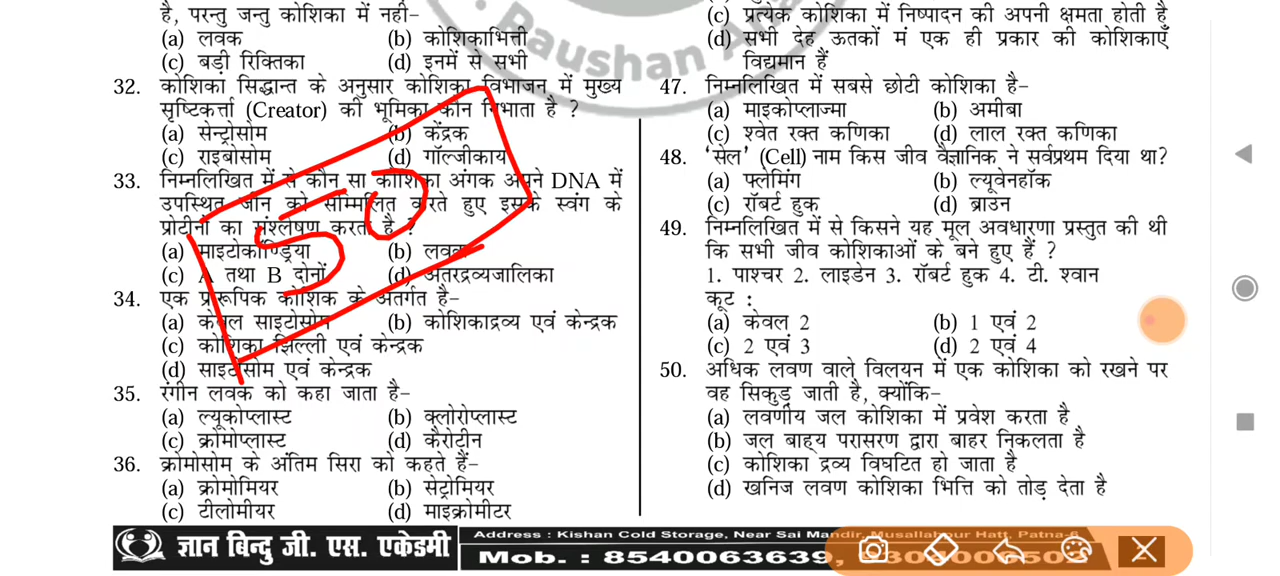 है, परन्तु जन्तु कोशिका में नही–
(a) लवक (b) कोशिकाभित्ती
(c) बड़ी रिक्तिका (d) इनमें से सभी
32. कोशिका सिद्धान्त के अनुसार कोशिका विभाजन में मुख्य
सृष्टिकर्त्ता (Creator) की भूमिका कौन निभाता है ?
(a) सेन्ट्रोसोम (b) केंद्रक
(c) राइबोसोम (d) गॉल्जीकाय
33. निम्नलिखित में से कौन सा कोशिका अंगक अपने DNA में
उपस्थित जीन को सम्मिलित करते हुए इसके स्वंग के
प्रोटीनों का संश्लेषण करता है ?
(a) माइटोकॉण्ड्रिया (b) लवक
(c) A तथा B दोनों (d) अंतरद्रव्यजालिका
34. एक प्रारूपिक कोशिक के अंतर्गत है–
(a) केवल साइटोसोम (b) कोशिकाद्रव्य एवं केन्द्रक
(c) कोशिका झिल्ली एवं केन्द्रक
(d) साइटोसोम एवं केन्द्रक
35. रंगीन लवक को कहा जाता है–
(a) ल्यूकोप्लास्ट (b) क्लोरोप्लास्ट
(c) क्रोमोप्लास्ट (d) कैरोटीन
36. क्रोमोसोम के अंतिम सिरा को कहते हैं–
(a) क्रोमोमियर (b) सेंट्रोमियर
(c) टीलोमीयर (d) माइक्रोमीटर
50
(c) प्रत्येक कोशिका में निष्पादन की अपनी क्षमता होती है
(d) सभी देह ऊतकों मं एक ही प्रकार की कोशिकाएँ
विद्यमान हैं
47. निम्नलिखित में सबसे छोटी कोशिका है–
(a) माइकोप्लाज्मा (b) अमीबा
(c) श्वेत रक्त कणिका (d) लाल रक्त कणिका
48. ‘सेल’ (Cell) नाम किस जीव वैज्ञानिक ने सर्वप्रथम दिया था?
(a) फ्लेमिंग (b) ल्यूवेनहॉक
(c) रॉबर्ट हुक (d) ब्राउन
49. निम्नलिखित में से किसने यह मूल अवधारणा प्रस्तुत की थी
कि सभी जीव कोशिकाओं के बने हुए हैं ?
1. पाश्चर 2. लाइडेन 3. रॉबर्ट हुक 4. टी. श्वान
कूट :
(a) केवल 2 (b) 1 एवं 2
(c) 2 एवं 3 (d) 2 एवं 4
50. अधिक लवण वाले विलयन में एक कोशिका को रखने पर
वह सिकुड़ जाती है, क्योंकि–
(a) लवणीय जल कोशिका में प्रवेश करता है
(b) जल बाह्य परासरण द्वारा बाहर निकलता है
(c) कोशिका द्रव्य विघटित हो जाता है
(d) खनिज लवण कोशिका भित्ति को तोड़ देता है
Raushan
ज्ञान बिन्दु जी. एस. एकेडमी
Address : Kishan Cold Storage, Near Sai Mandir, Musallahpur Hatt, Patna-6
Mob. : 8540063639,